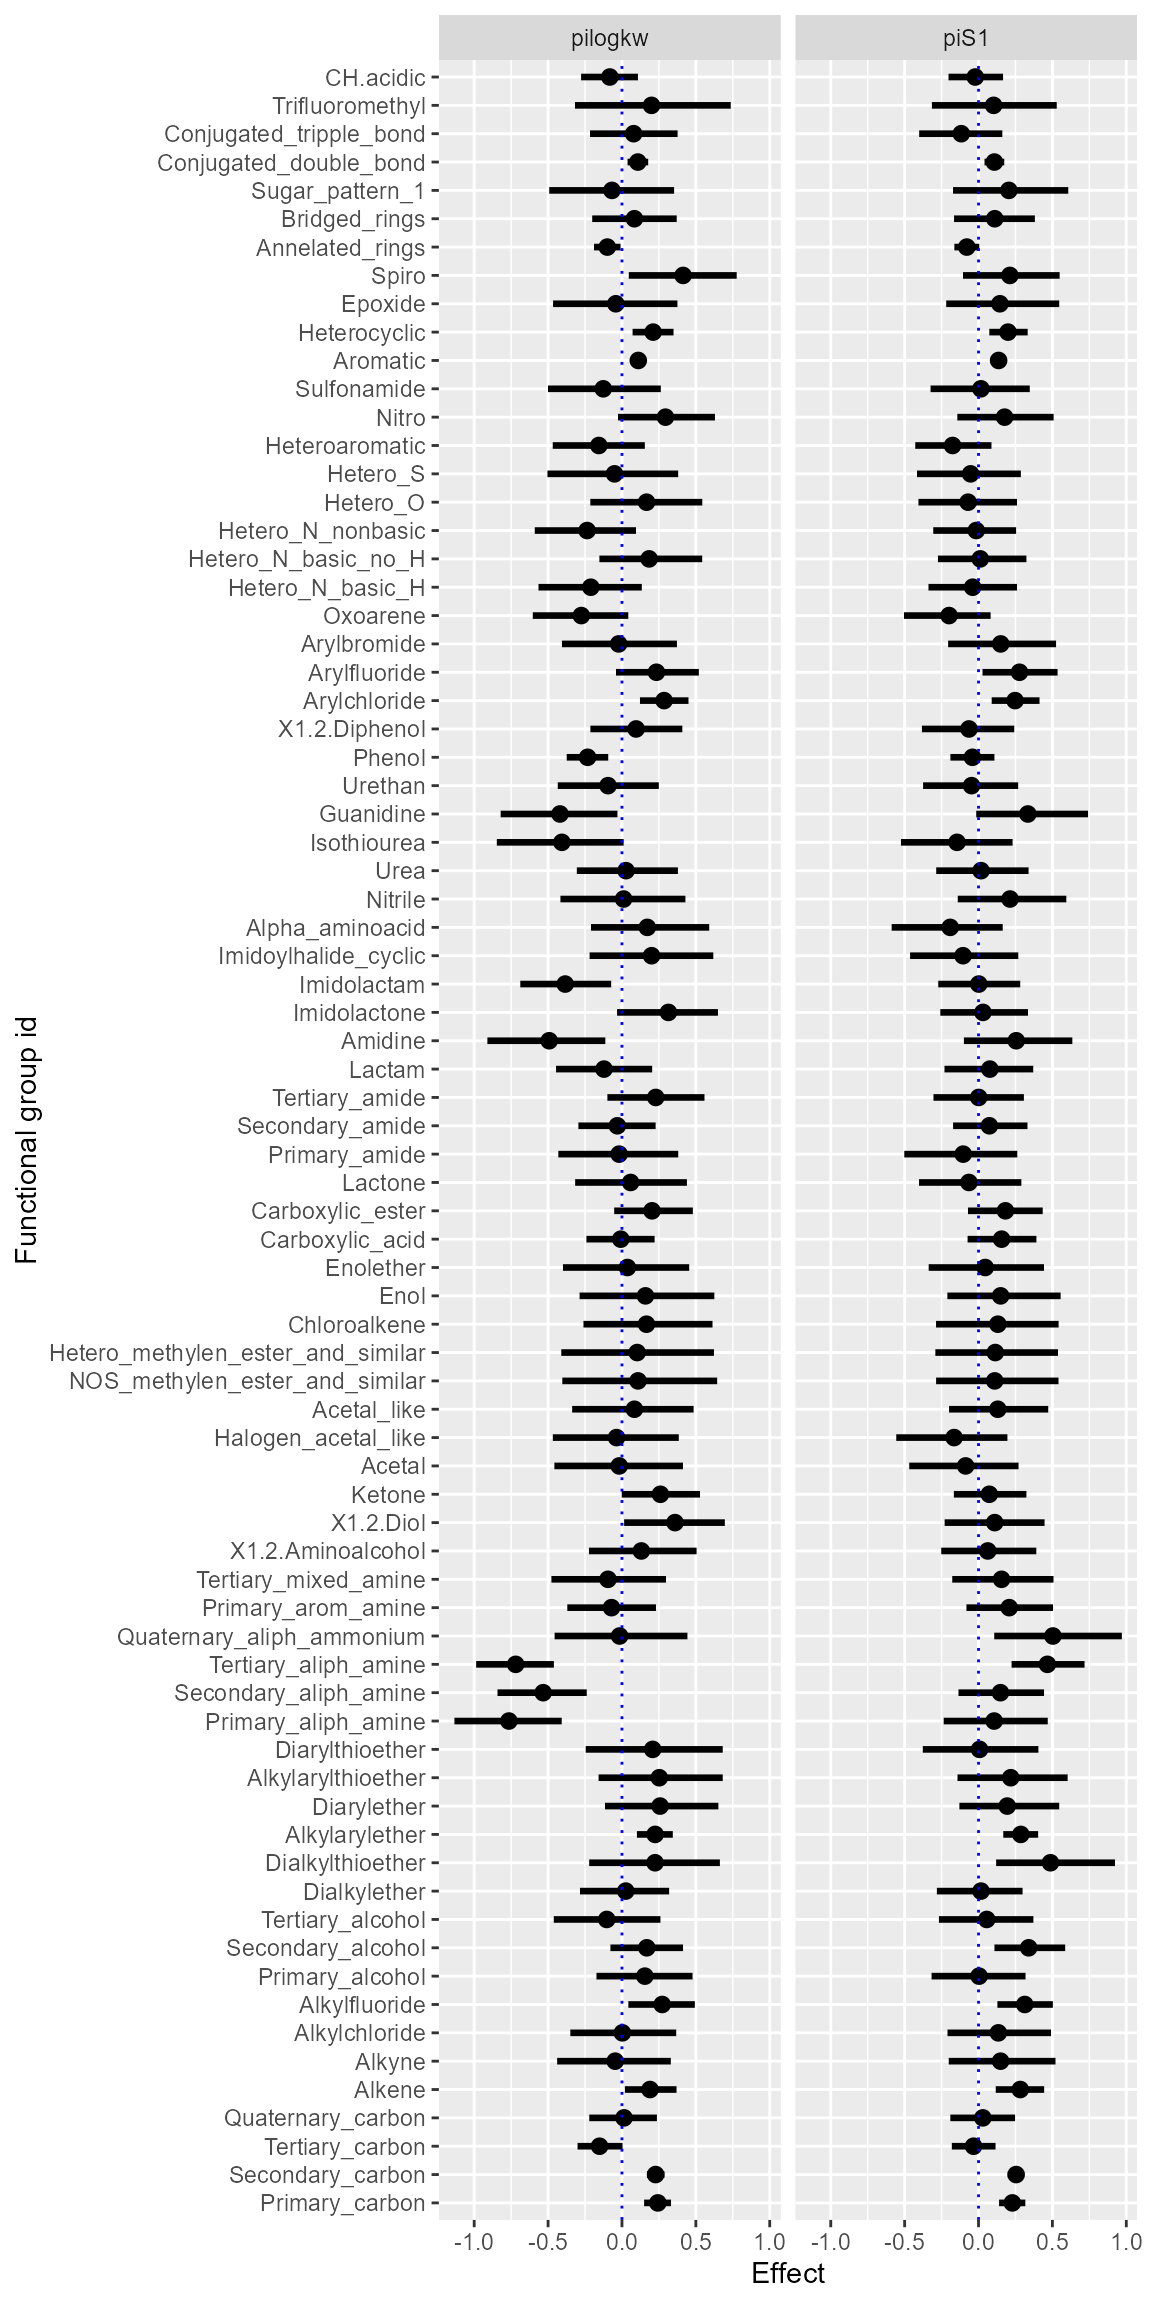 pilogkw
piS1
CH.acidic
Trifluoromethyl
Conjugated_tripple_bond
Conjugated_double_bond
Sugar_pattern_1
Bridged_rings
Annelated_rings
Spiro
Epoxide
Heterocyclic
Aromatic
Sulfonamide
Nitro
Heteroaromatic
Hetero_S
Hetero_O
Hetero_N_nonbasic
Hetero_N_basic_no_H
Hetero_N_basic_H
Oxoarene
Arylbromide
Arylfluoride
Arylchloride
X1.2.Diphenol
Phenol
Urethan
Guanidine
Isothiourea
Urea
Nitrile
Alpha_aminoacid
Imidoylhalide_cyclic
Imidolactam
Imidolactone
Amidine
Lactam
Tertiary_amide
Secondary_amide
Primary_amide
Lactone
Carboxylic_ester
Carboxylic_acid
Enolether
Enol
Chloroalkene
Hetero_methylen_ester_and_similar
NOS_methylen_ester_and_similar
Acetal_like
Halogen_acetal_like
Acetal
Ketone
X1.2.Diol
X1.2.Aminoalcohol
Tertiary_mixed_amine
Primary_arom_amine
Quaternary_aliph_ammonium
Tertiary_aliph_amine
Secondary_aliph_amine
Primary_aliph_amine
Diarylthioether
Alkylarylthioether
Diarylether
Alkylarylether
Dialkylthioether
Dialkylether
Tertiary_alcohol
Secondary_alcohol
Primary_alcohol
Alkylfluoride
Alkylchloride
Alkyne
Alkene
Quaternary_carbon
Tertiary_carbon
Secondary_carbon
Primary_carbon
Functional group id
-1.0 -0.5 0.0 0.5 1.0
-1.0 -0.5 0.0 0.5 1.0
Effect